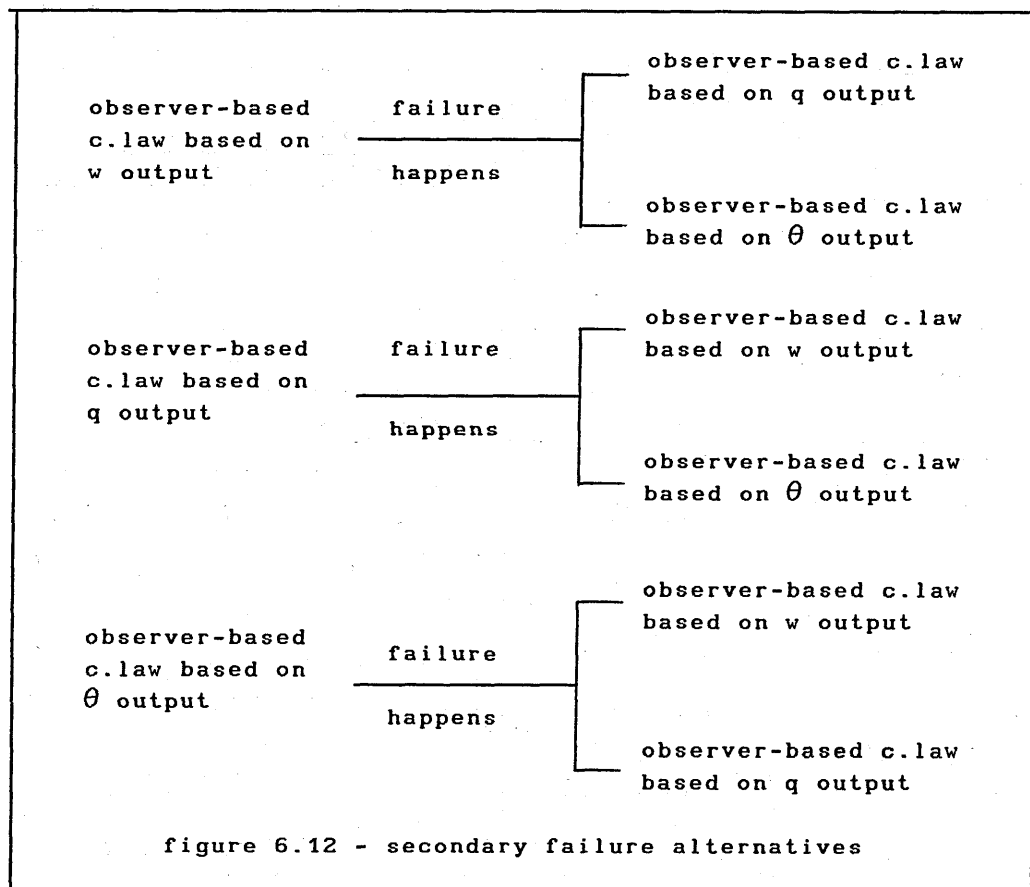 observer-based
c.law based on
w output
failure
happens
observer-based c.law
based on q output
observer-based c.law
based on θ output
observer-based
c.law based on
q output
failure
happens
observer-based c.law
based on w output
observer-based c.law
based on θ output
observer-based
c.law based on
θ output
failure
happens
observer-based c.law
based on w output
observer-based c.law
based on q output
figure 6.12 - secondary failure alternatives